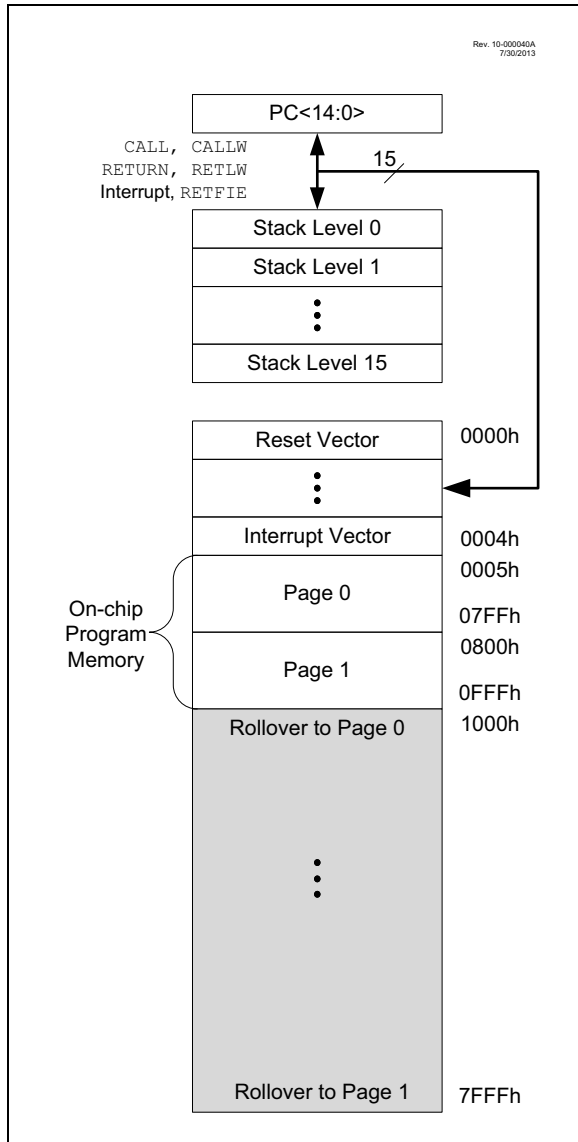 Rev. 10-000040A
7/30/2013
PC<14:0>
CALL, CALLW
RETURN, RETLW
Interrupt, RETFIE
15
Stack Level 0
Stack Level 1
Stack Level 15
Reset Vector
0000h
Interrupt Vector
0004h
0005h
On-chip
Program
Memory
Page 0
07FFh
0800h
Page 1
0FFFh
Rollover to Page 0
1000h
Rollover to Page 1
7FFFh